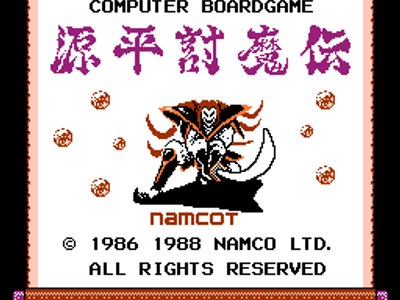 COMPUTER BOARDGAME
源平討魔伝
namcot
© 1986 1988 NAMCO LTD.
ALL RIGHTS RESERVED